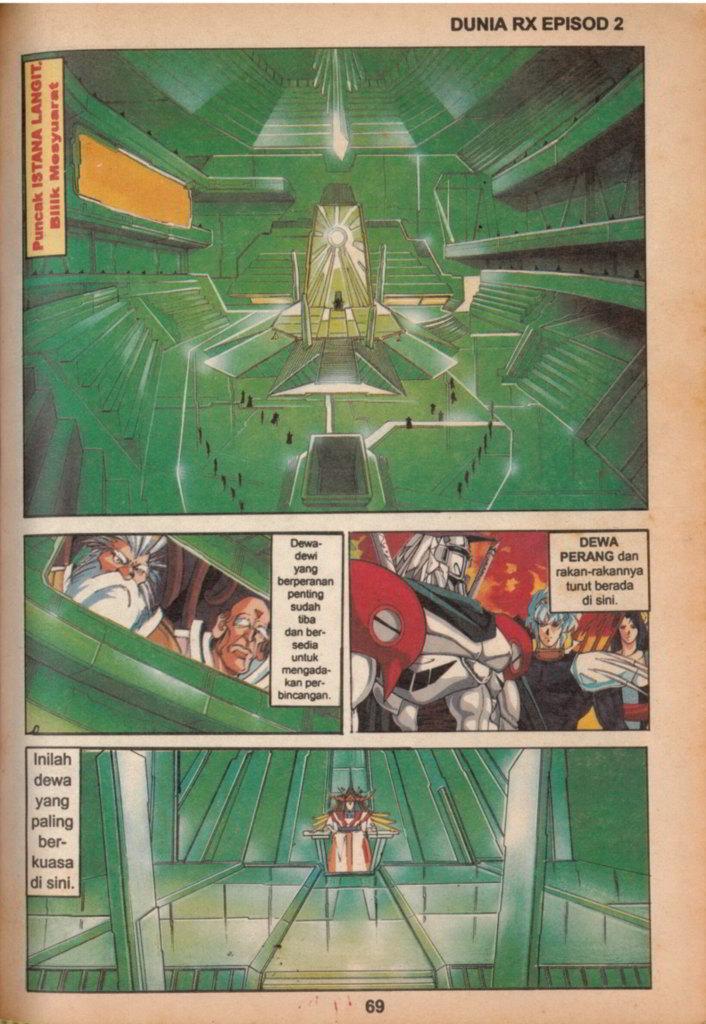 DUNIA RX EPISOD 2
Puncak ISTANA LANGIT.
Bilik Mesyuarat
Dewa-
dewi
yang
berperanan
penting
sudah
tiba
dan ber-
sedia
untuk
mengada-
kan per-
bincangan.
DEWA
PERANG dan
rakan-rakannya
turut berada
di sini.
Inilah
dewa
yang
paling
ber-
kuasa
di sini.
69